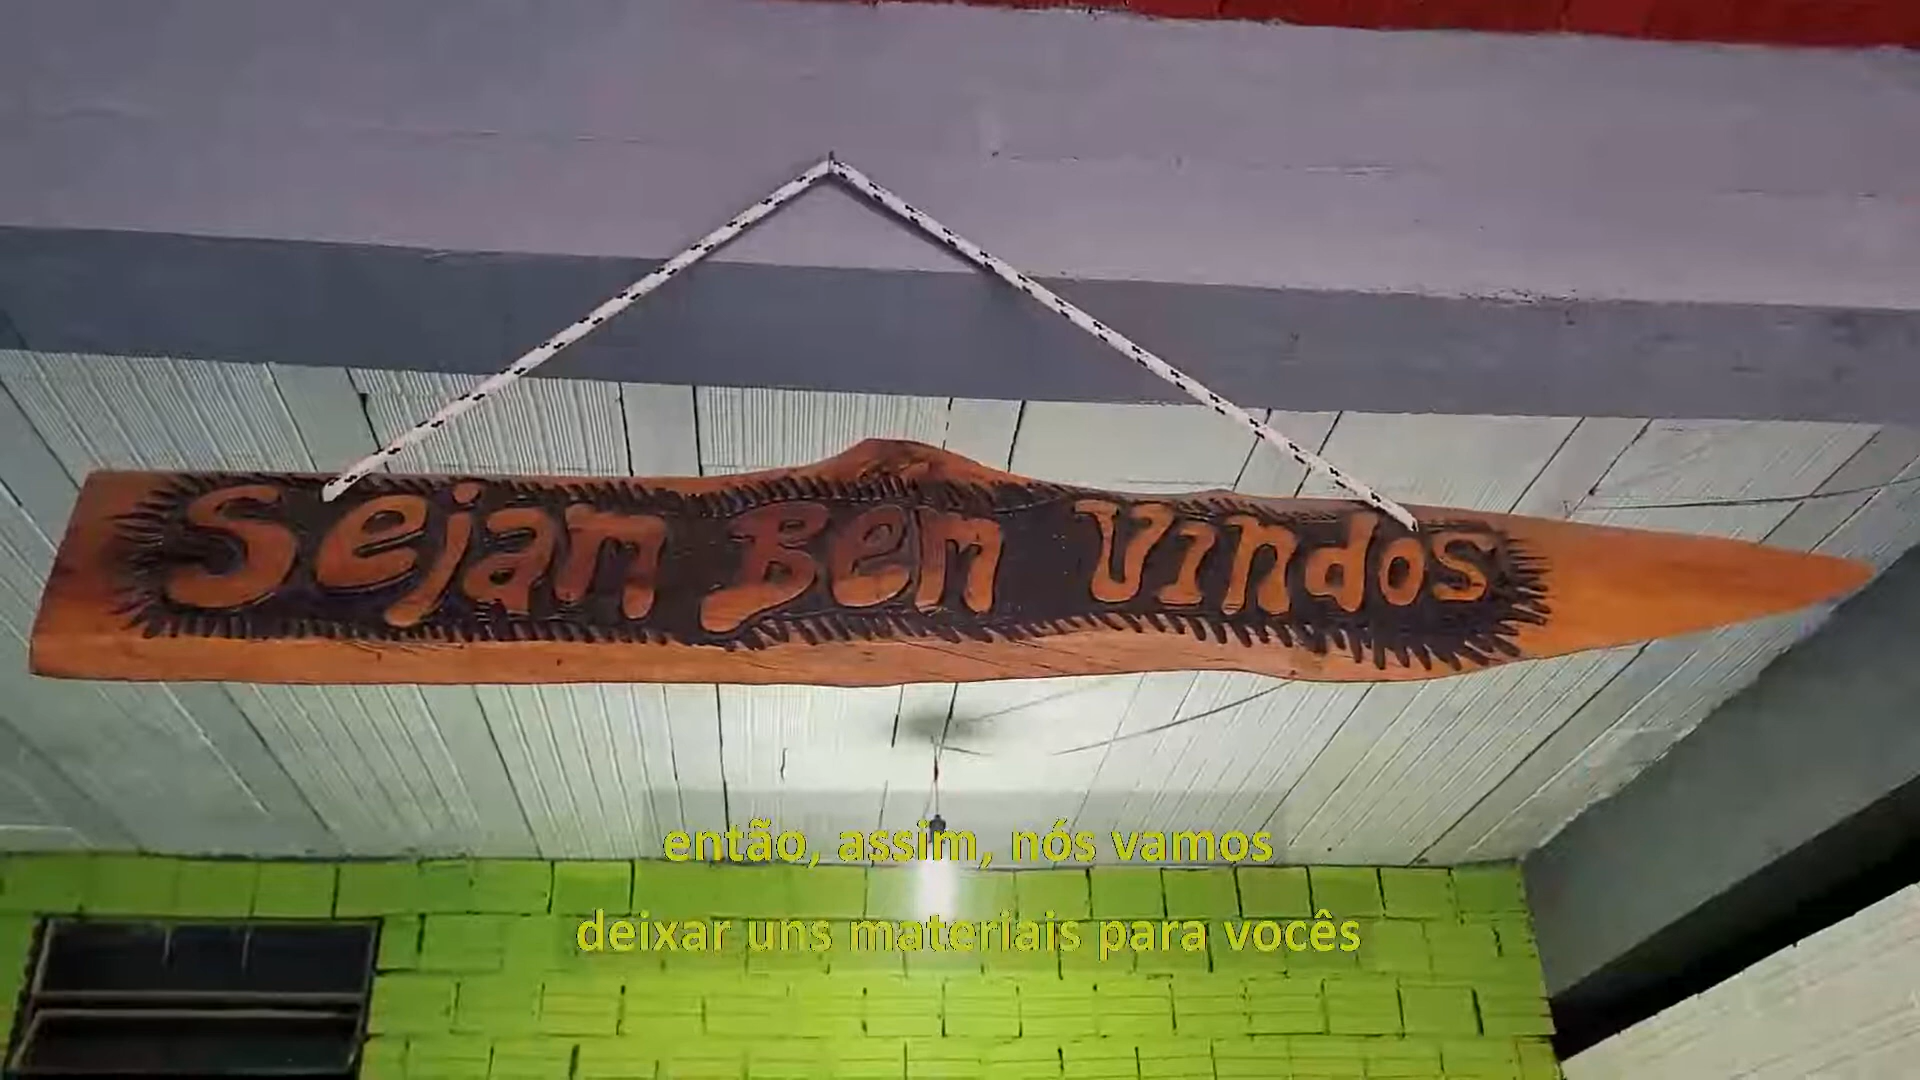 Sejam Bem Vindos
então, assim, nós vamos
deixar uns materiais para vocês